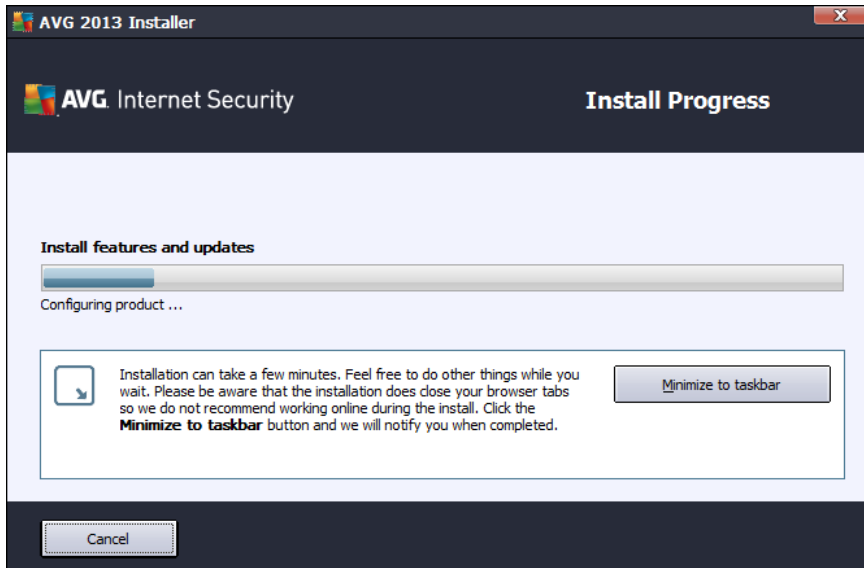 AVG 2013 Installer
X
AVG. Internet Security
Install Progress
Install features and updates
Configuring product ...
Installation can take a few minutes. Feel free to do other things while you
wait. Please be aware that the installation does close your browser tabs
so we do not recommend working online during the install. Click the
Minimize to taskbar button and we will notify you when completed.
Minimize to taskbar
Cancel